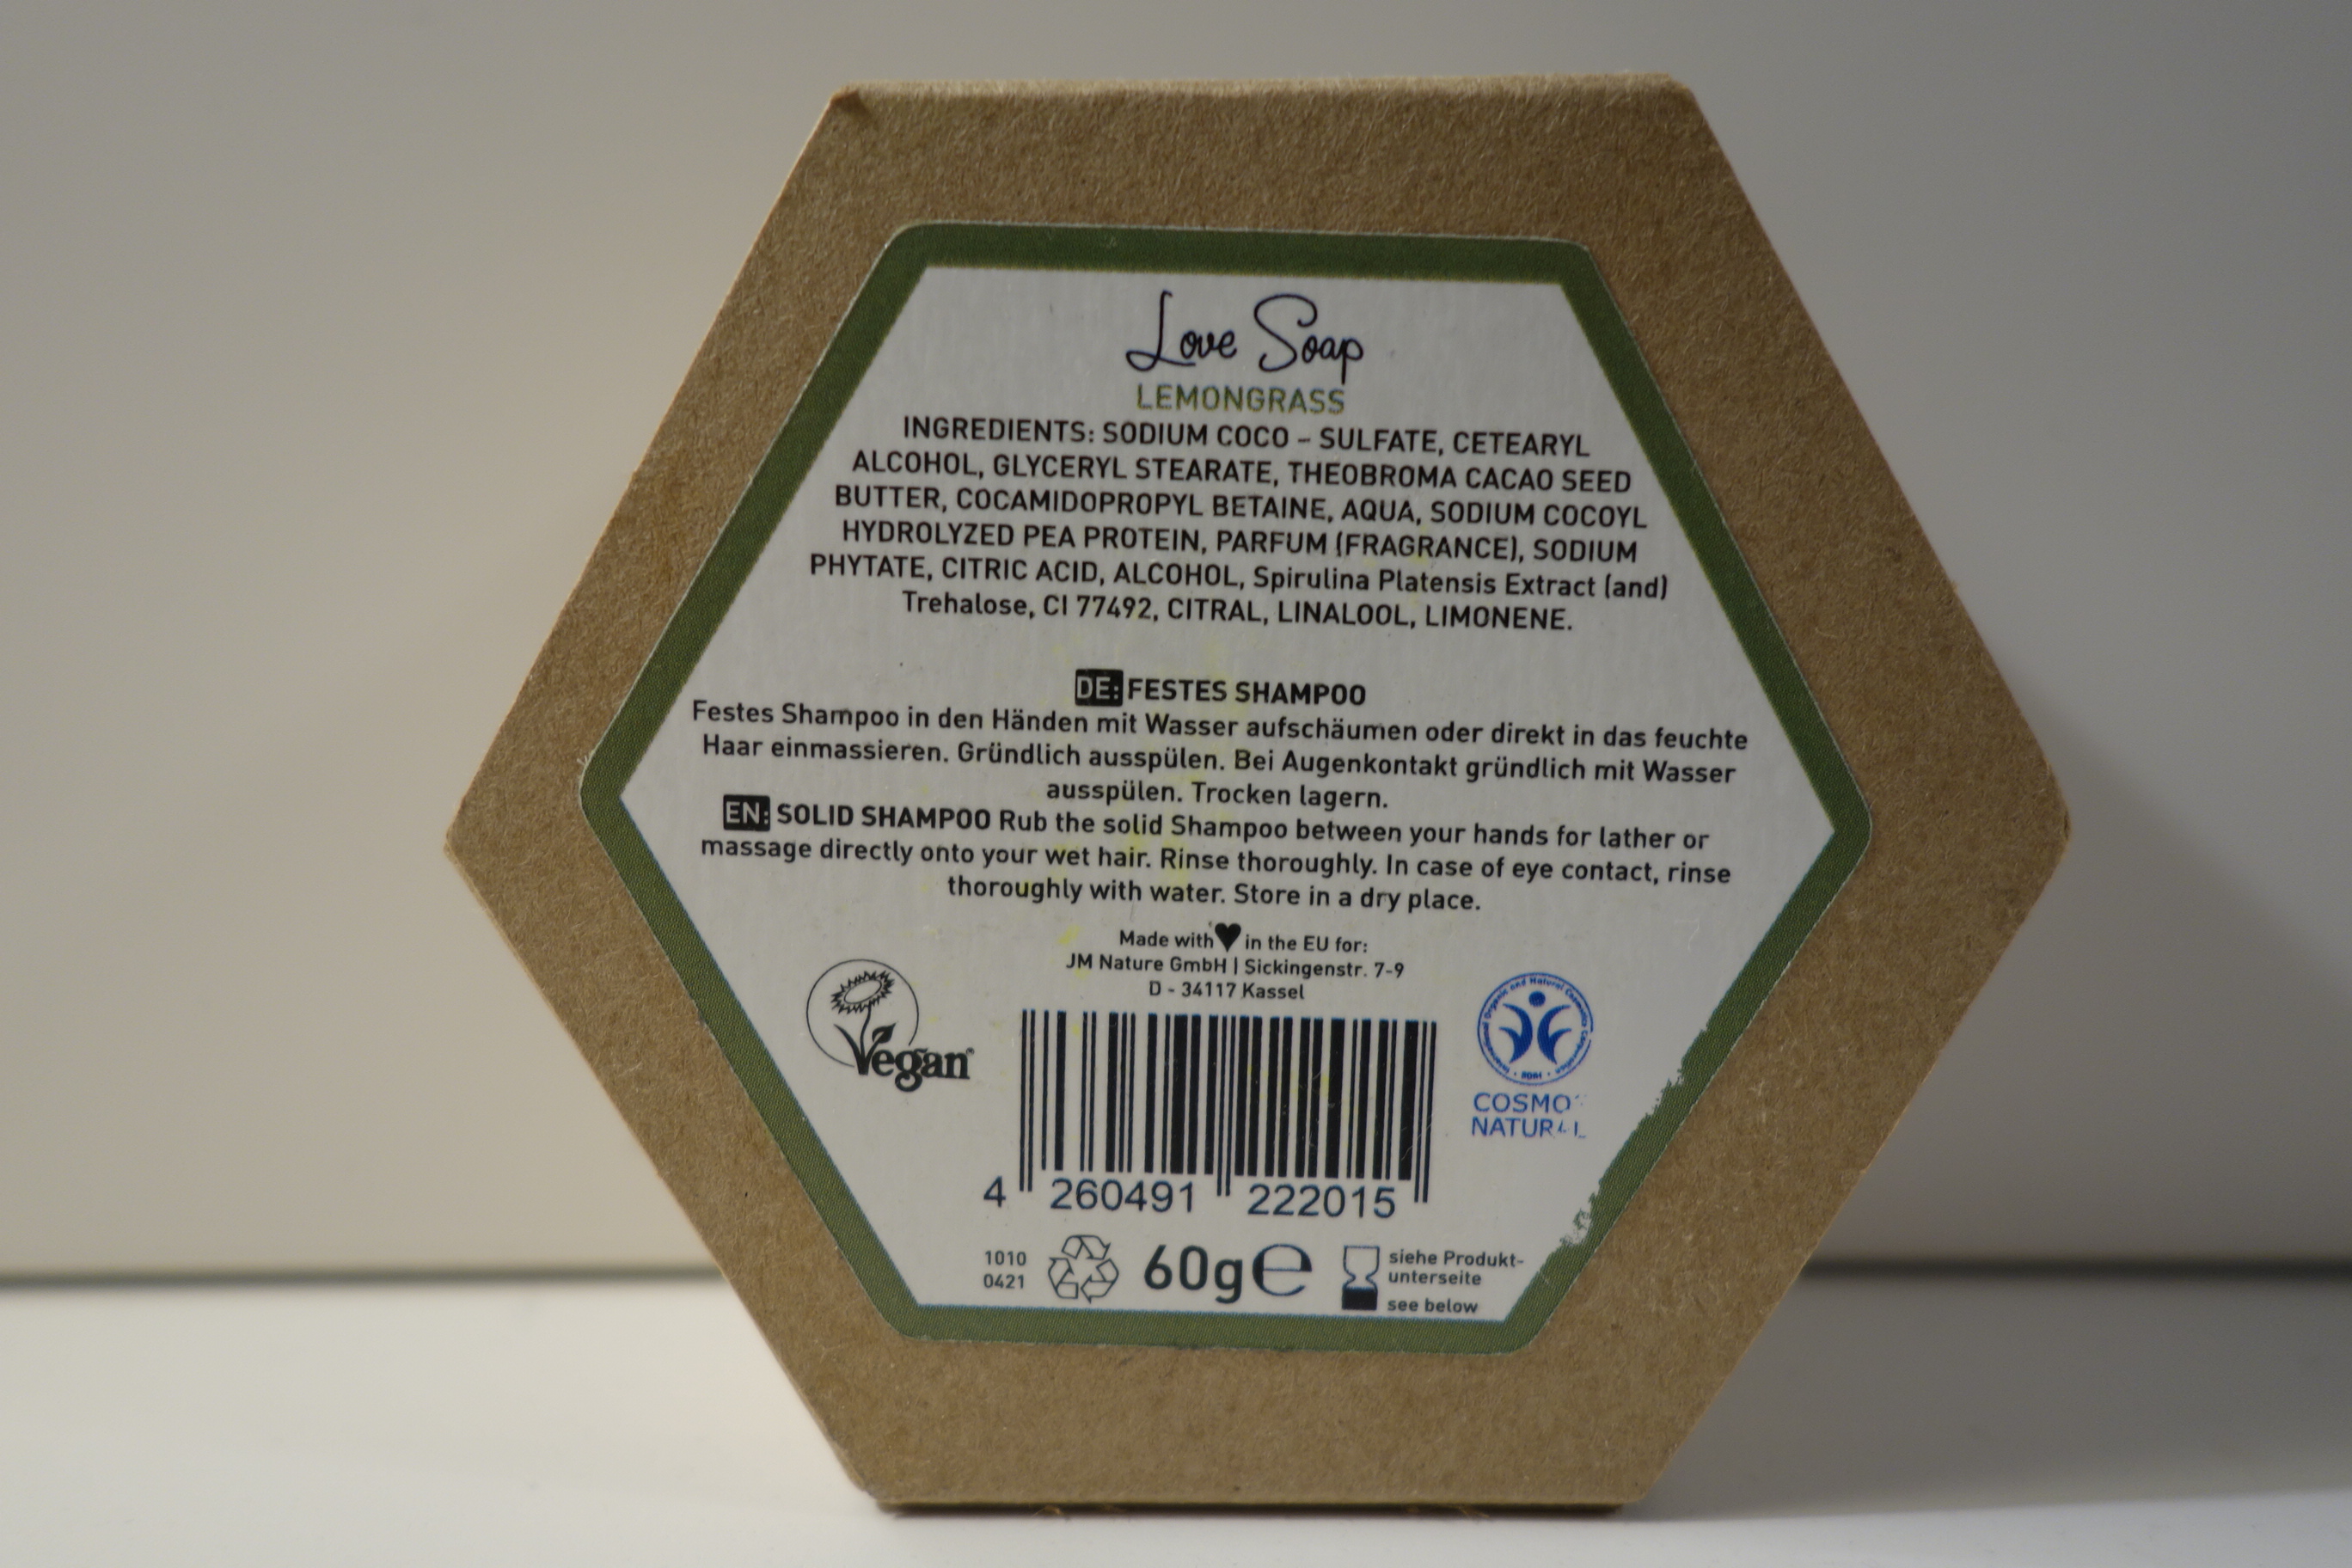 Love Soap
LEMONGRASS
INGREDIENTS: SODIUM COCO – SULFATE, CETEARYL
ALCOHOL, GLYCERYL STEARATE, THEOBROMA CACAO SEED
BUTTER, COCAMIDOPROPYL BETAINE, AQUA, SODIUM COCOYL
HYDROLYZED PEA PROTEIN, PARFUM (FRAGRANCE), SODIUM
PHYTATE, CITRIC ACID, ALCOHOL, Spirulina Platensis Extract (and)
Trehalose, CI 77492, CITRAL, LINALOOL, LIMONENE.
DE: FESTES SHAMPOO
Festes Shampoo in den Händen mit Wasser aufschäumen oder direkt in das feuchte
Haar einmassieren. Gründlich ausspülen. Bei Augenkontakt gründlich mit Wasser
ausspülen. Trocken lagern.
EN: SOLID SHAMPOO Rub the solid Shampoo between your hands for lather or
massage directly onto your wet hair. Rinse thoroughly. In case of eye contact, rinse
thoroughly with water. Store in a dry place.
Made with ♥ in the EU for:
JM Nature GmbH | Sickingenstr. 7-9
D - 34117 Kassel
Vegan
COSMOS
NATURAL
4 260491 222015
1010
0421
60g e
siehe Produkt-
unterseite
see below